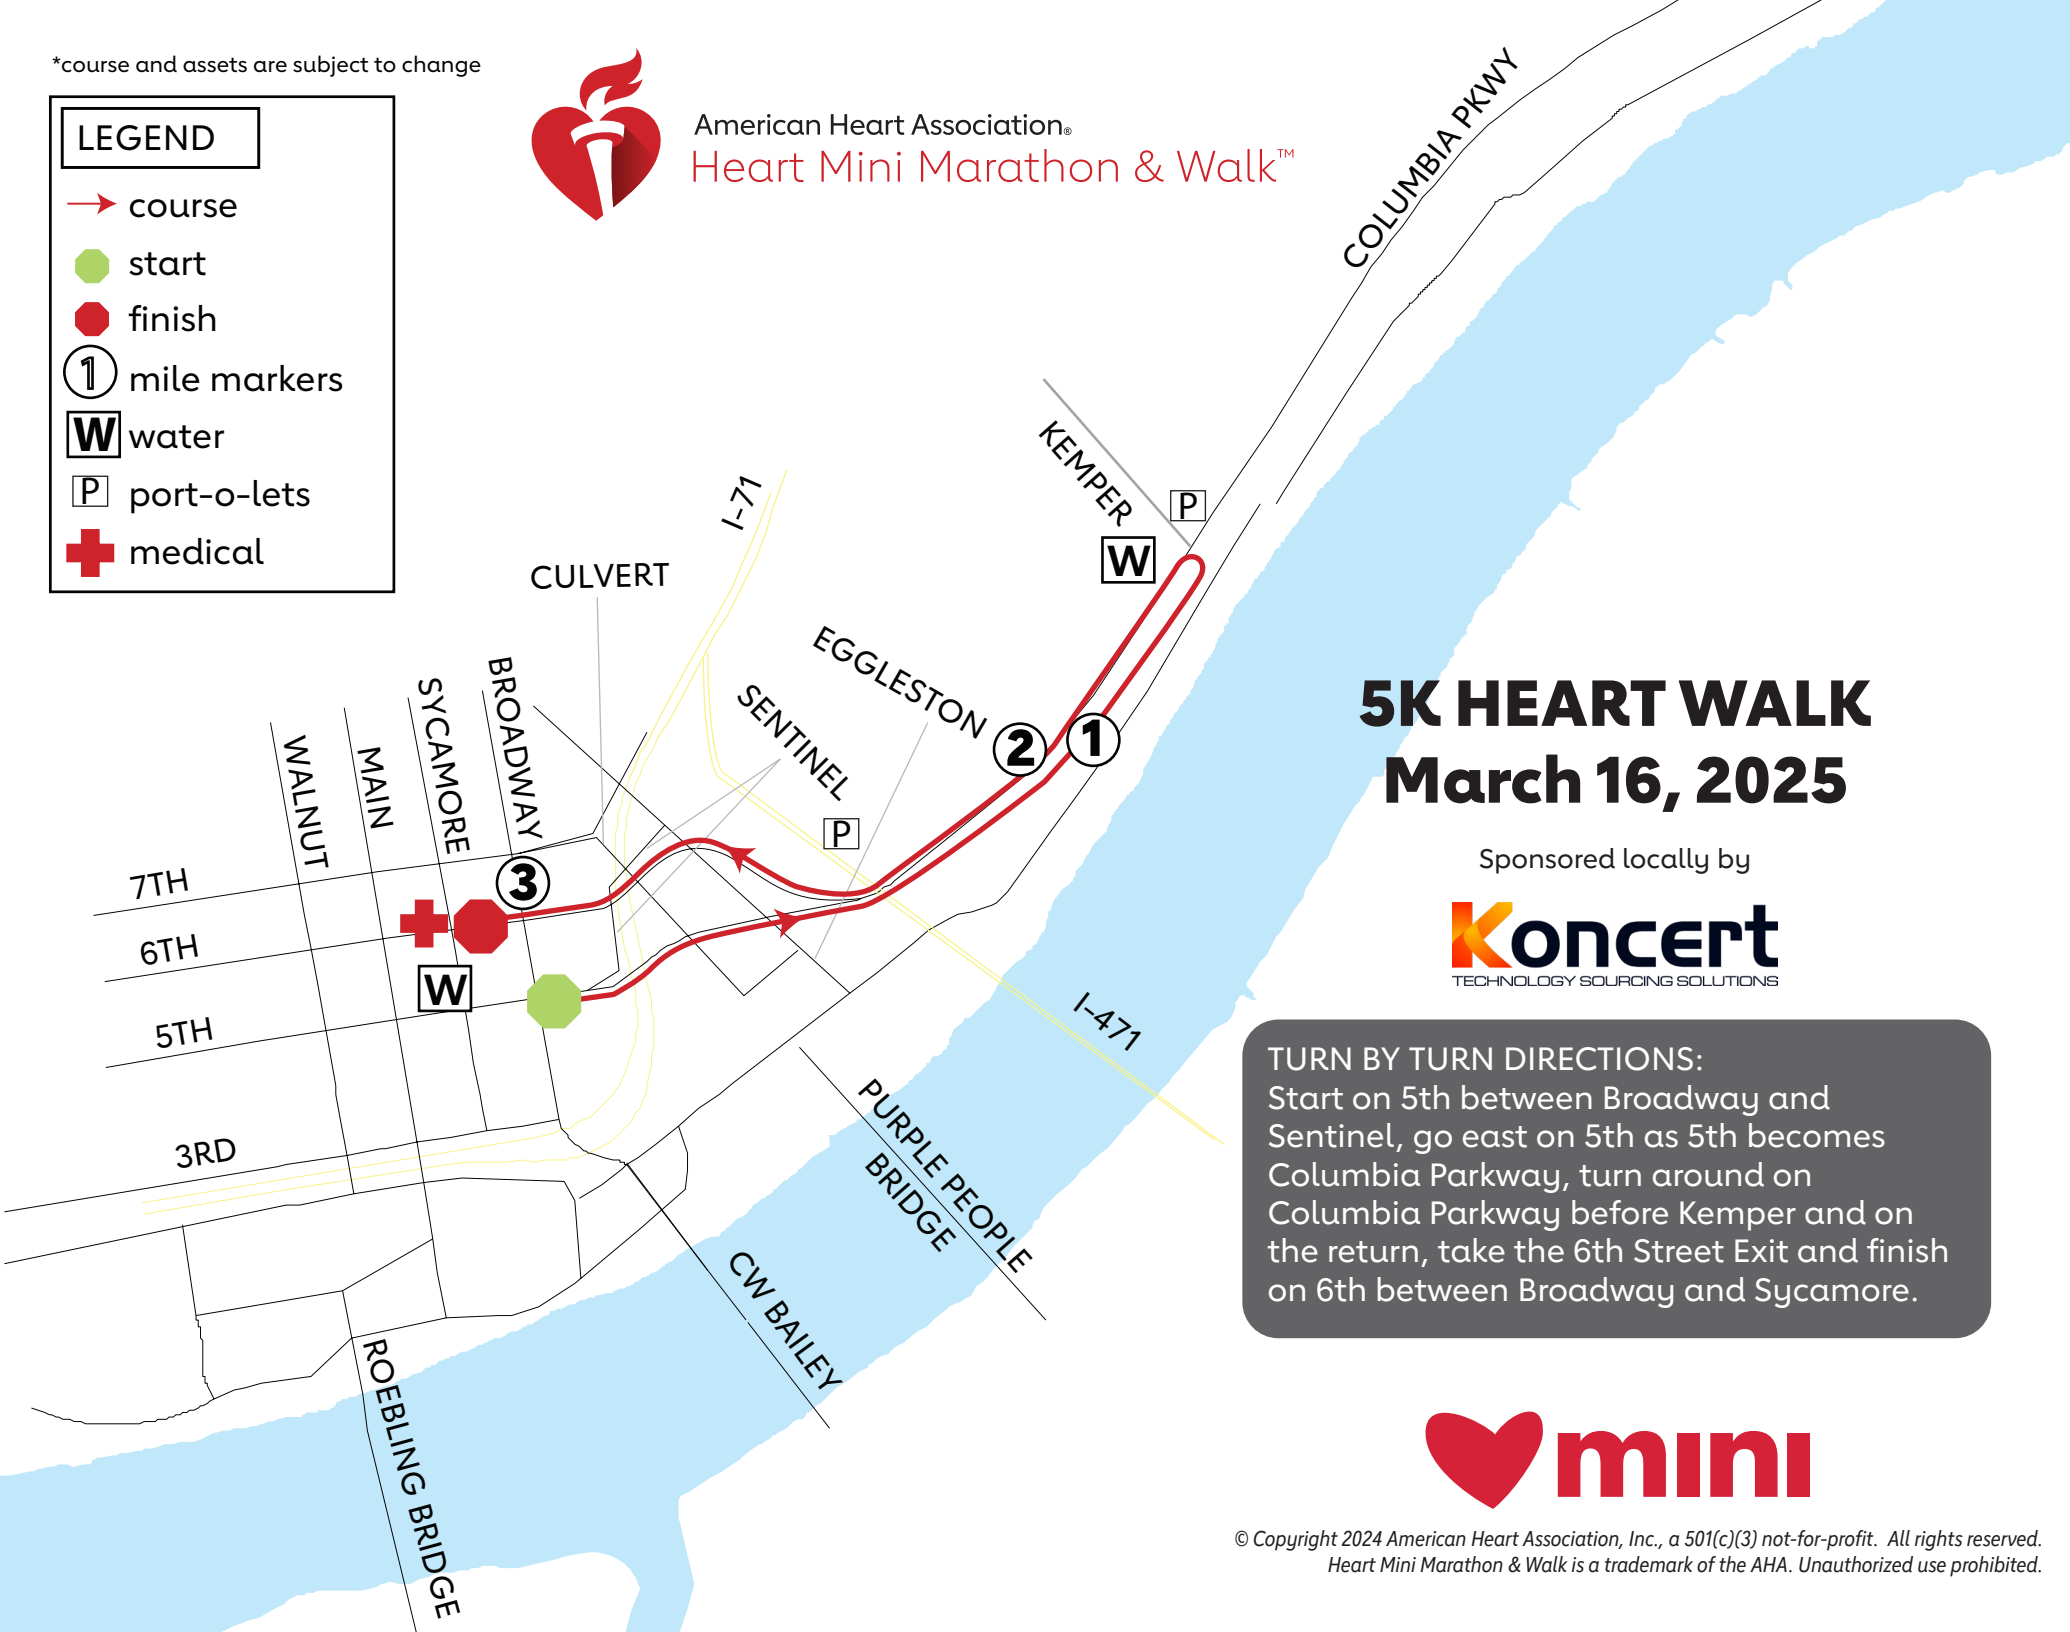 *course and assets are subject to change
LEGEND
course
start
finish
1 mile markers
W water
P port-o-lets
medical
American Heart Association®
Heart Mini Marathon & Walk™
COLUMBIA PKWY
KEMPER
P
W
I-71
CULVERT
EGGLESTON
SENTINEL
BROADWAY
SYCAMORE
MAIN
WALNUT
2
1
P
3
7TH
6TH
W
5TH
3RD
I-471
PURPLE PEOPLE
BRIDGE
CW BAILEY
ROEBLING BRIDGE
5K HEART WALK
March 16, 2025
Sponsored locally by
Koncert
TECHNOLOGY SOURCING SOLUTIONS
TURN BY TURN DIRECTIONS:
Start on 5th between Broadway and
Sentinel, go east on 5th as 5th becomes
Columbia Parkway, turn around on
Columbia Parkway before Kemper and on
the return, take the 6th Street Exit and finish
on 6th between Broadway and Sycamore.
mini
© Copyright 2024 American Heart Association, Inc., a 501(c)(3) not-for-profit. All rights reserved.
Heart Mini Marathon & Walk is a trademark of the AHA. Unauthorized use prohibited.